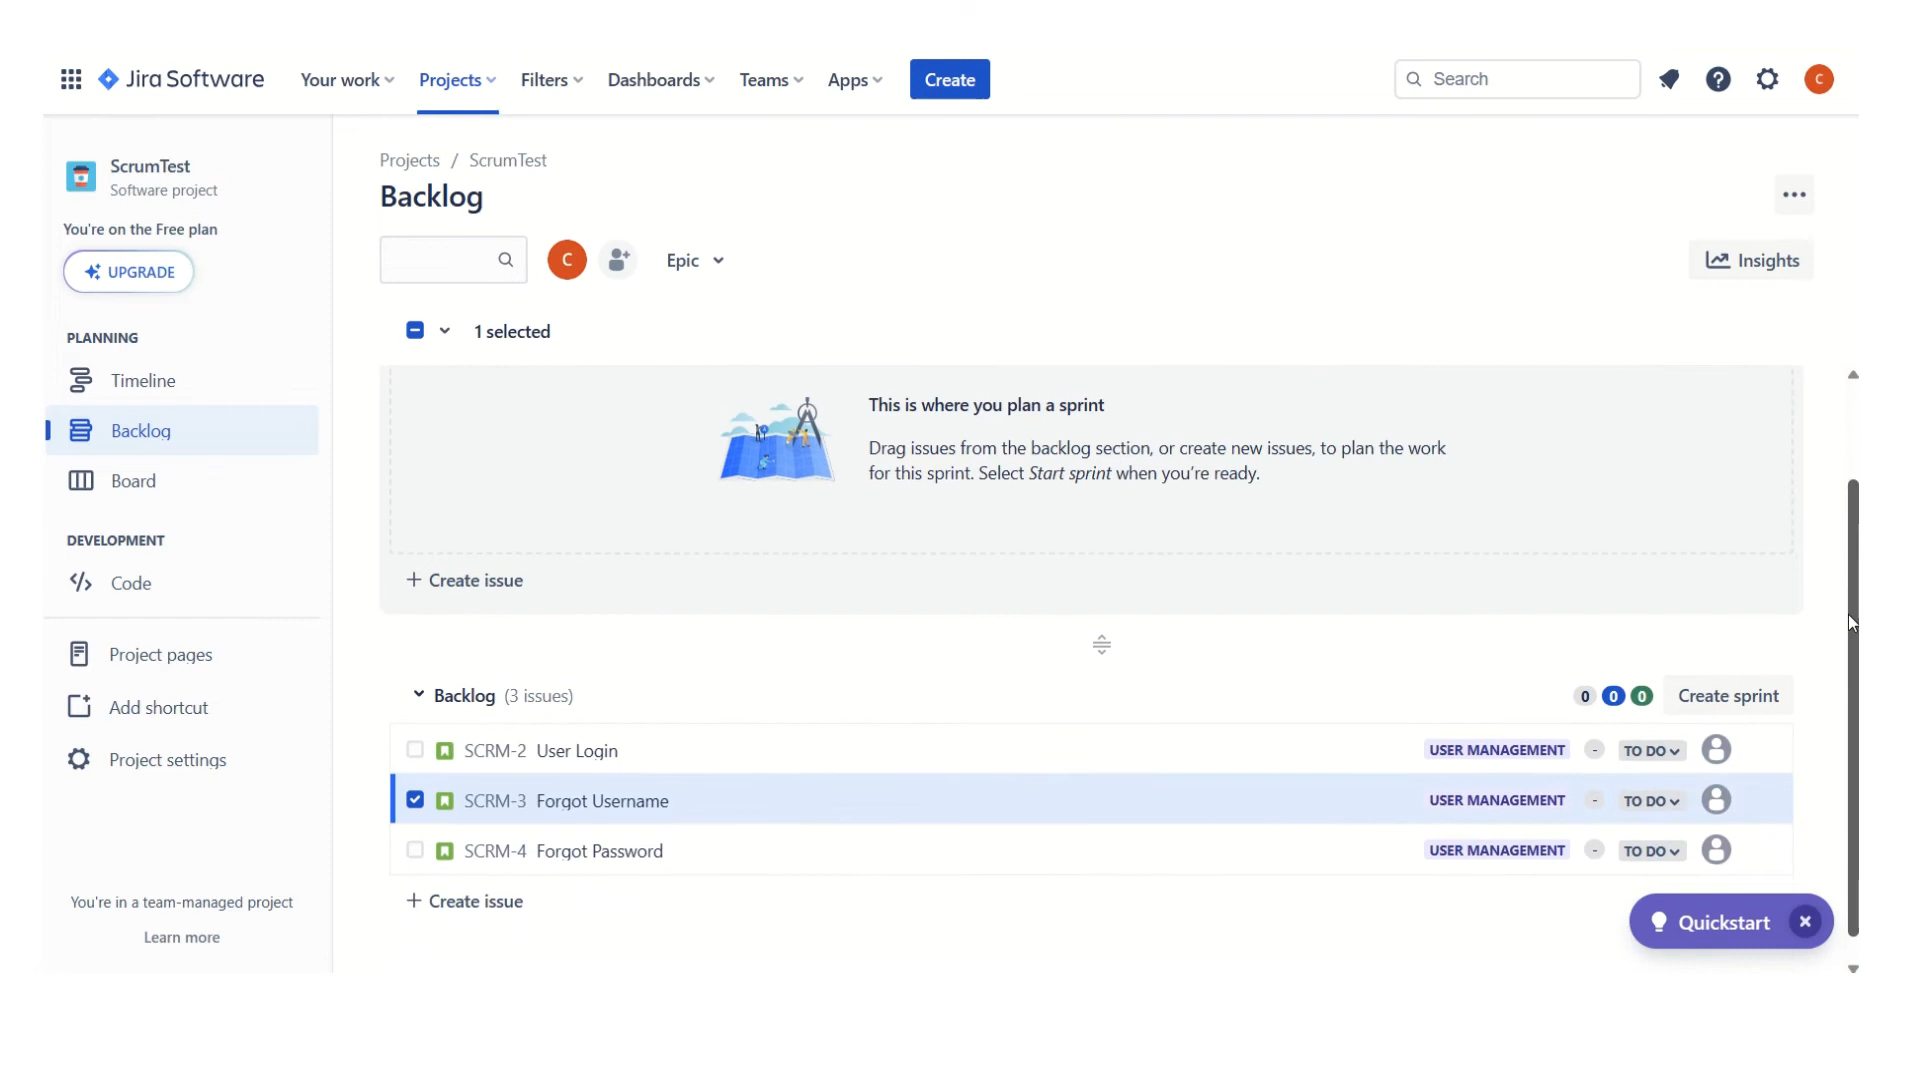 Jira Software Your work Projects Filters Dashboards Teams Apps Create Search C
ScrumTest
Software project
You're on the Free plan
UPGRADE
PLANNING
Timeline
Backlog
Board
DEVELOPMENT
Code
Project pages
Add shortcut
Project settings
You're in a team-managed project
Learn more
Projects / ScrumTest
Backlog
C Epic Insights
1 selected
This is where you plan a sprint
Drag issues from the backlog section, or create new issues, to plan the work
for this sprint. Select Start sprint when you're ready.
+ Create issue
Backlog (3 issues) 0 0 0 Create sprint
SCRM-2 User Login USER MANAGEMENT - TO DO
SCRM-3 Forgot Username USER MANAGEMENT - TO DO
SCRM-4 Forgot Password USER MANAGEMENT - TO DO
+ Create issue
Quickstart